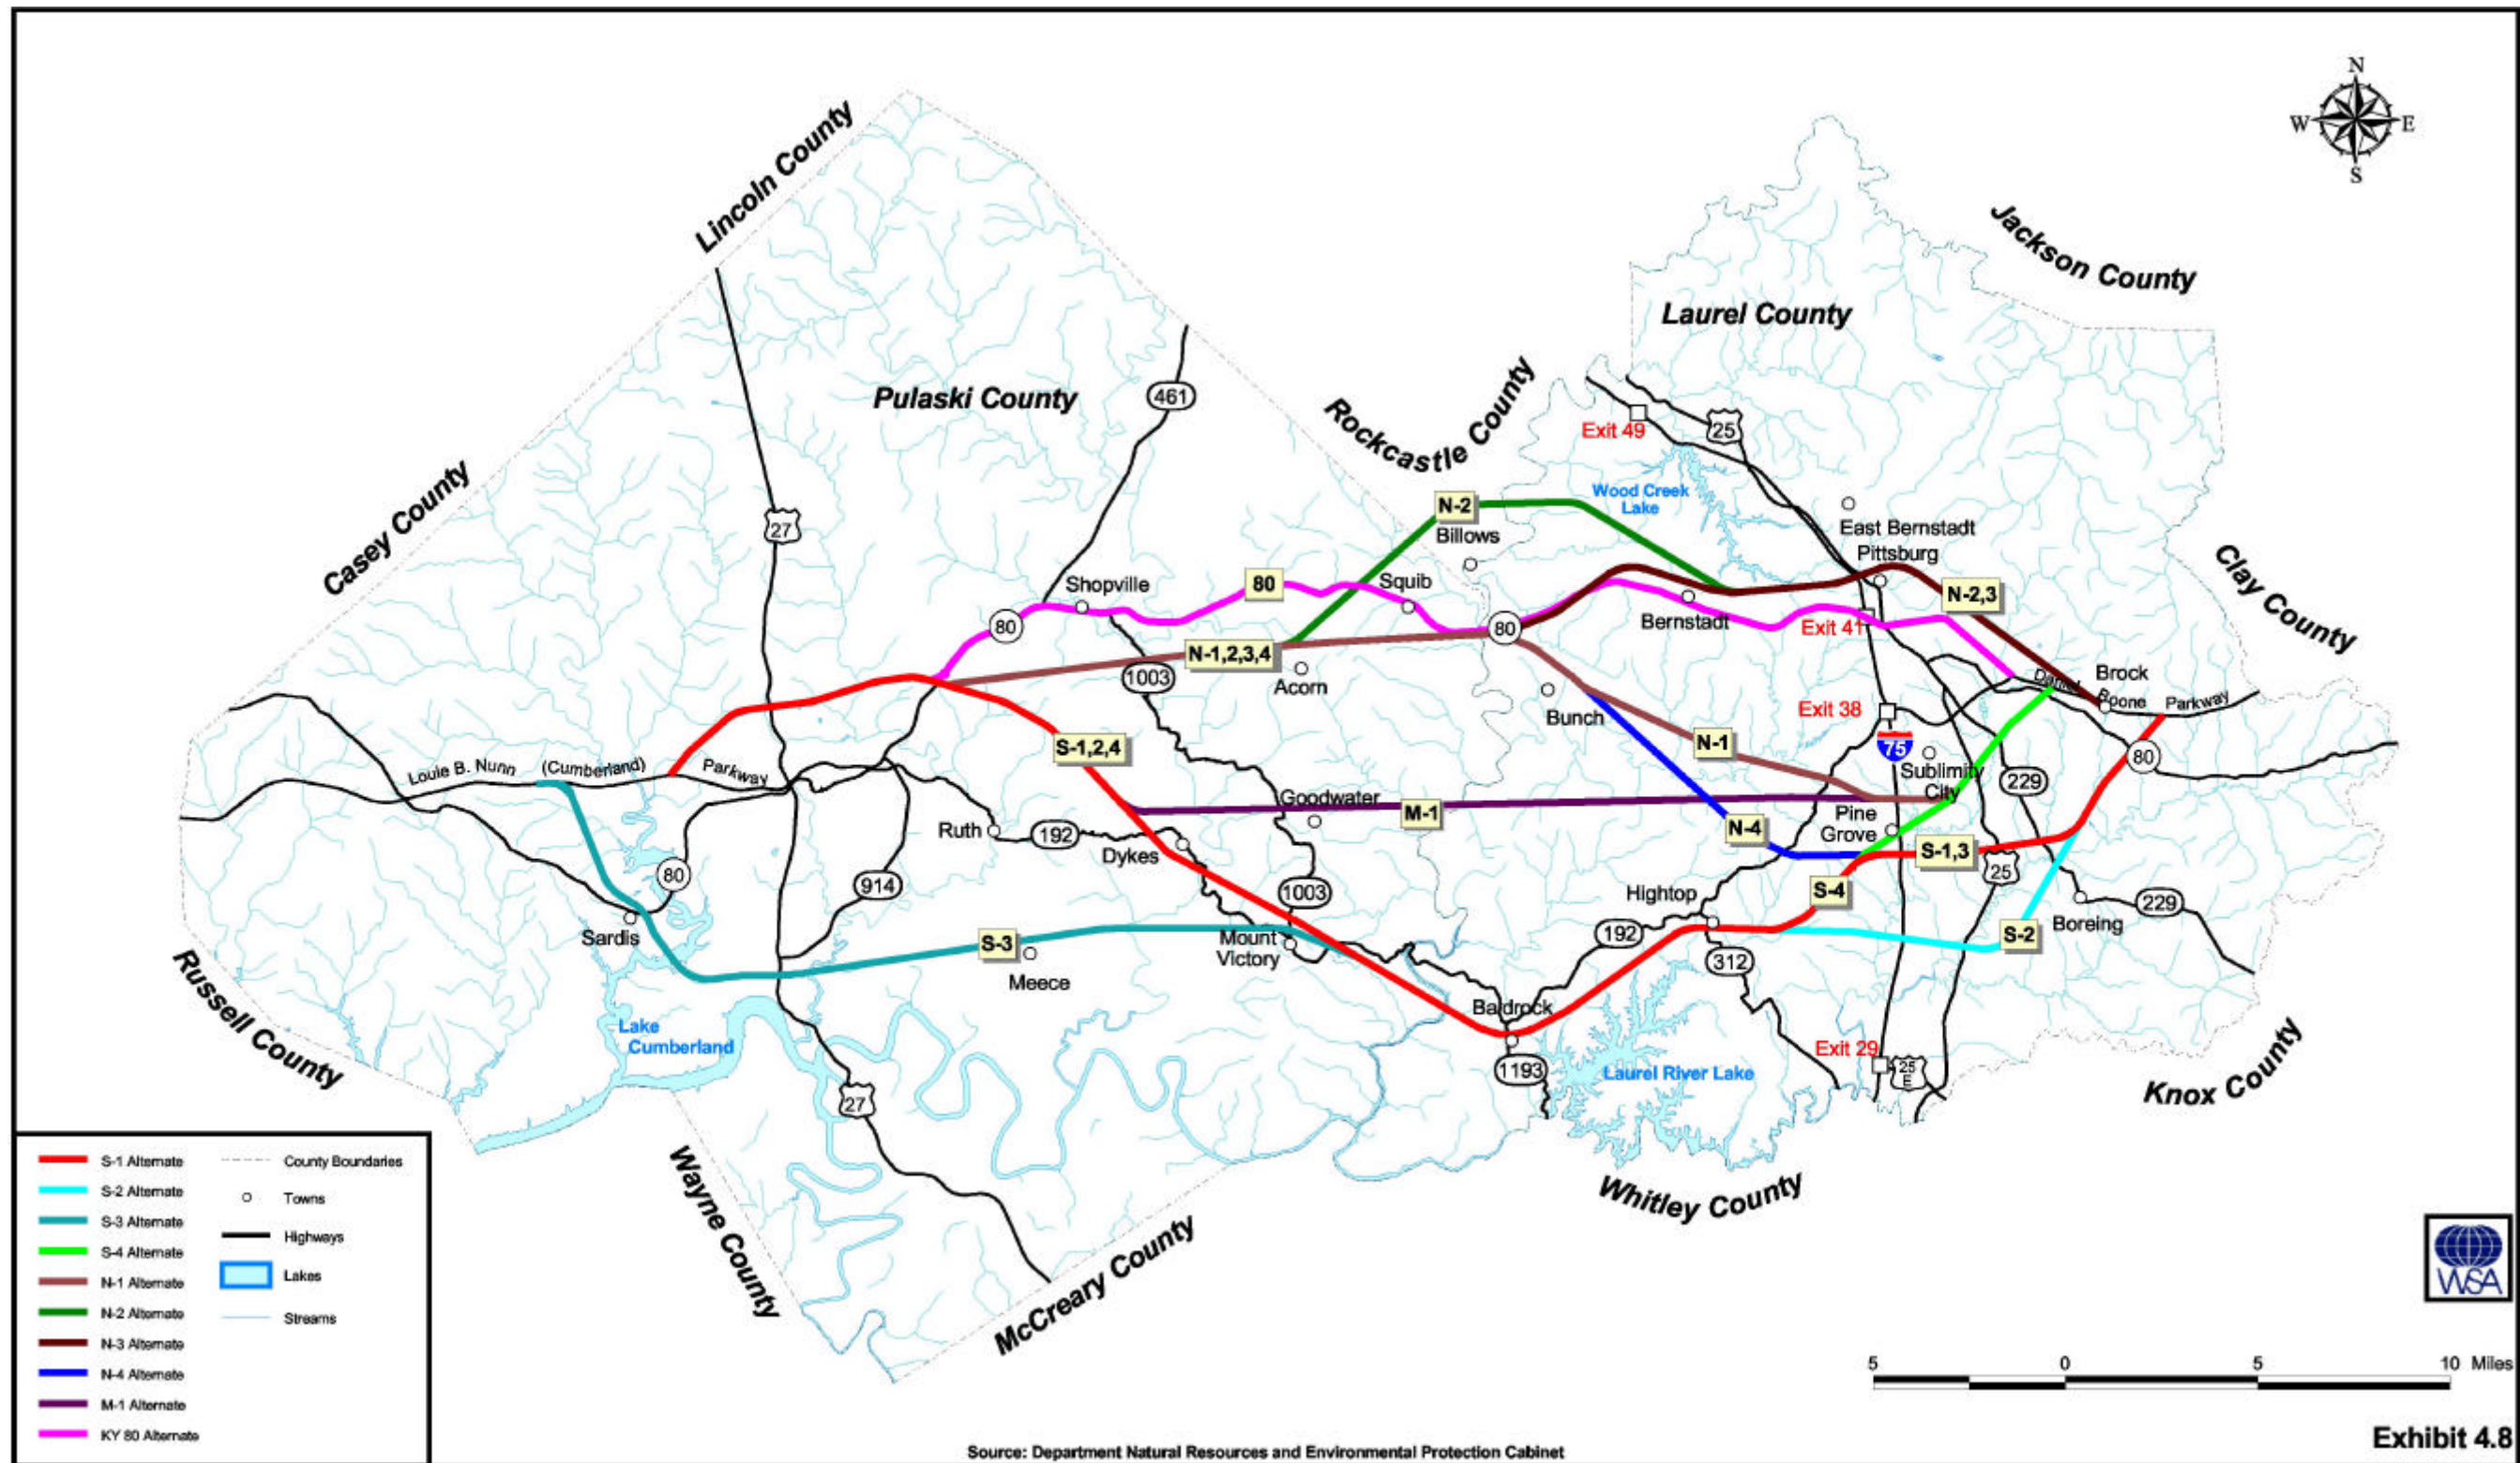 N
W
E
S
Lincoln County
Jackson County
Laurel County
Pulaski County
461
Rockcastle County
25
Exit 49
Casey County
27
Wood Creek
Lake
N-2
Billows
East Bernstadt
Pittsburg
Clay County
Shopville
80
Squib
N-2,3
80
80
Bernstadt
Exit 41
N-1,2,3,4
1003
Acorn
Brock
Daniel Boone Parkway
Bunch
Exit 38
S-1,2,4
N-1
75
80
Louie B. Nunn (Cumberland) Parkway
Sublimity
City
229
Goodwater
M-1
Pine
Grove
N-4
Ruth
192
Dykes
S-1,3
25
80
914
1003
Hightop
S-4
229
Sardis
S-3
Mount
Victory
192
S-2
Boreing
312
Meece
Russell County
Baldrock
Lake
Cumberland
Exit 29
25
E
1193
Laurel River Lake
27
Knox County
Wayne County
Whitley County
McCreary County
S-1 Alternate
S-2 Alternate
S-3 Alternate
S-4 Alternate
N-1 Alternate
N-2 Alternate
N-3 Alternate
N-4 Alternate
M-1 Alternate
KY 80 Alternate
County Boundaries
Towns
Highways
Lakes
Streams
WSA
5 0 5 10 Miles
Exhibit 4.8
Source: Department Natural Resources and Environmental Protection Cabinet